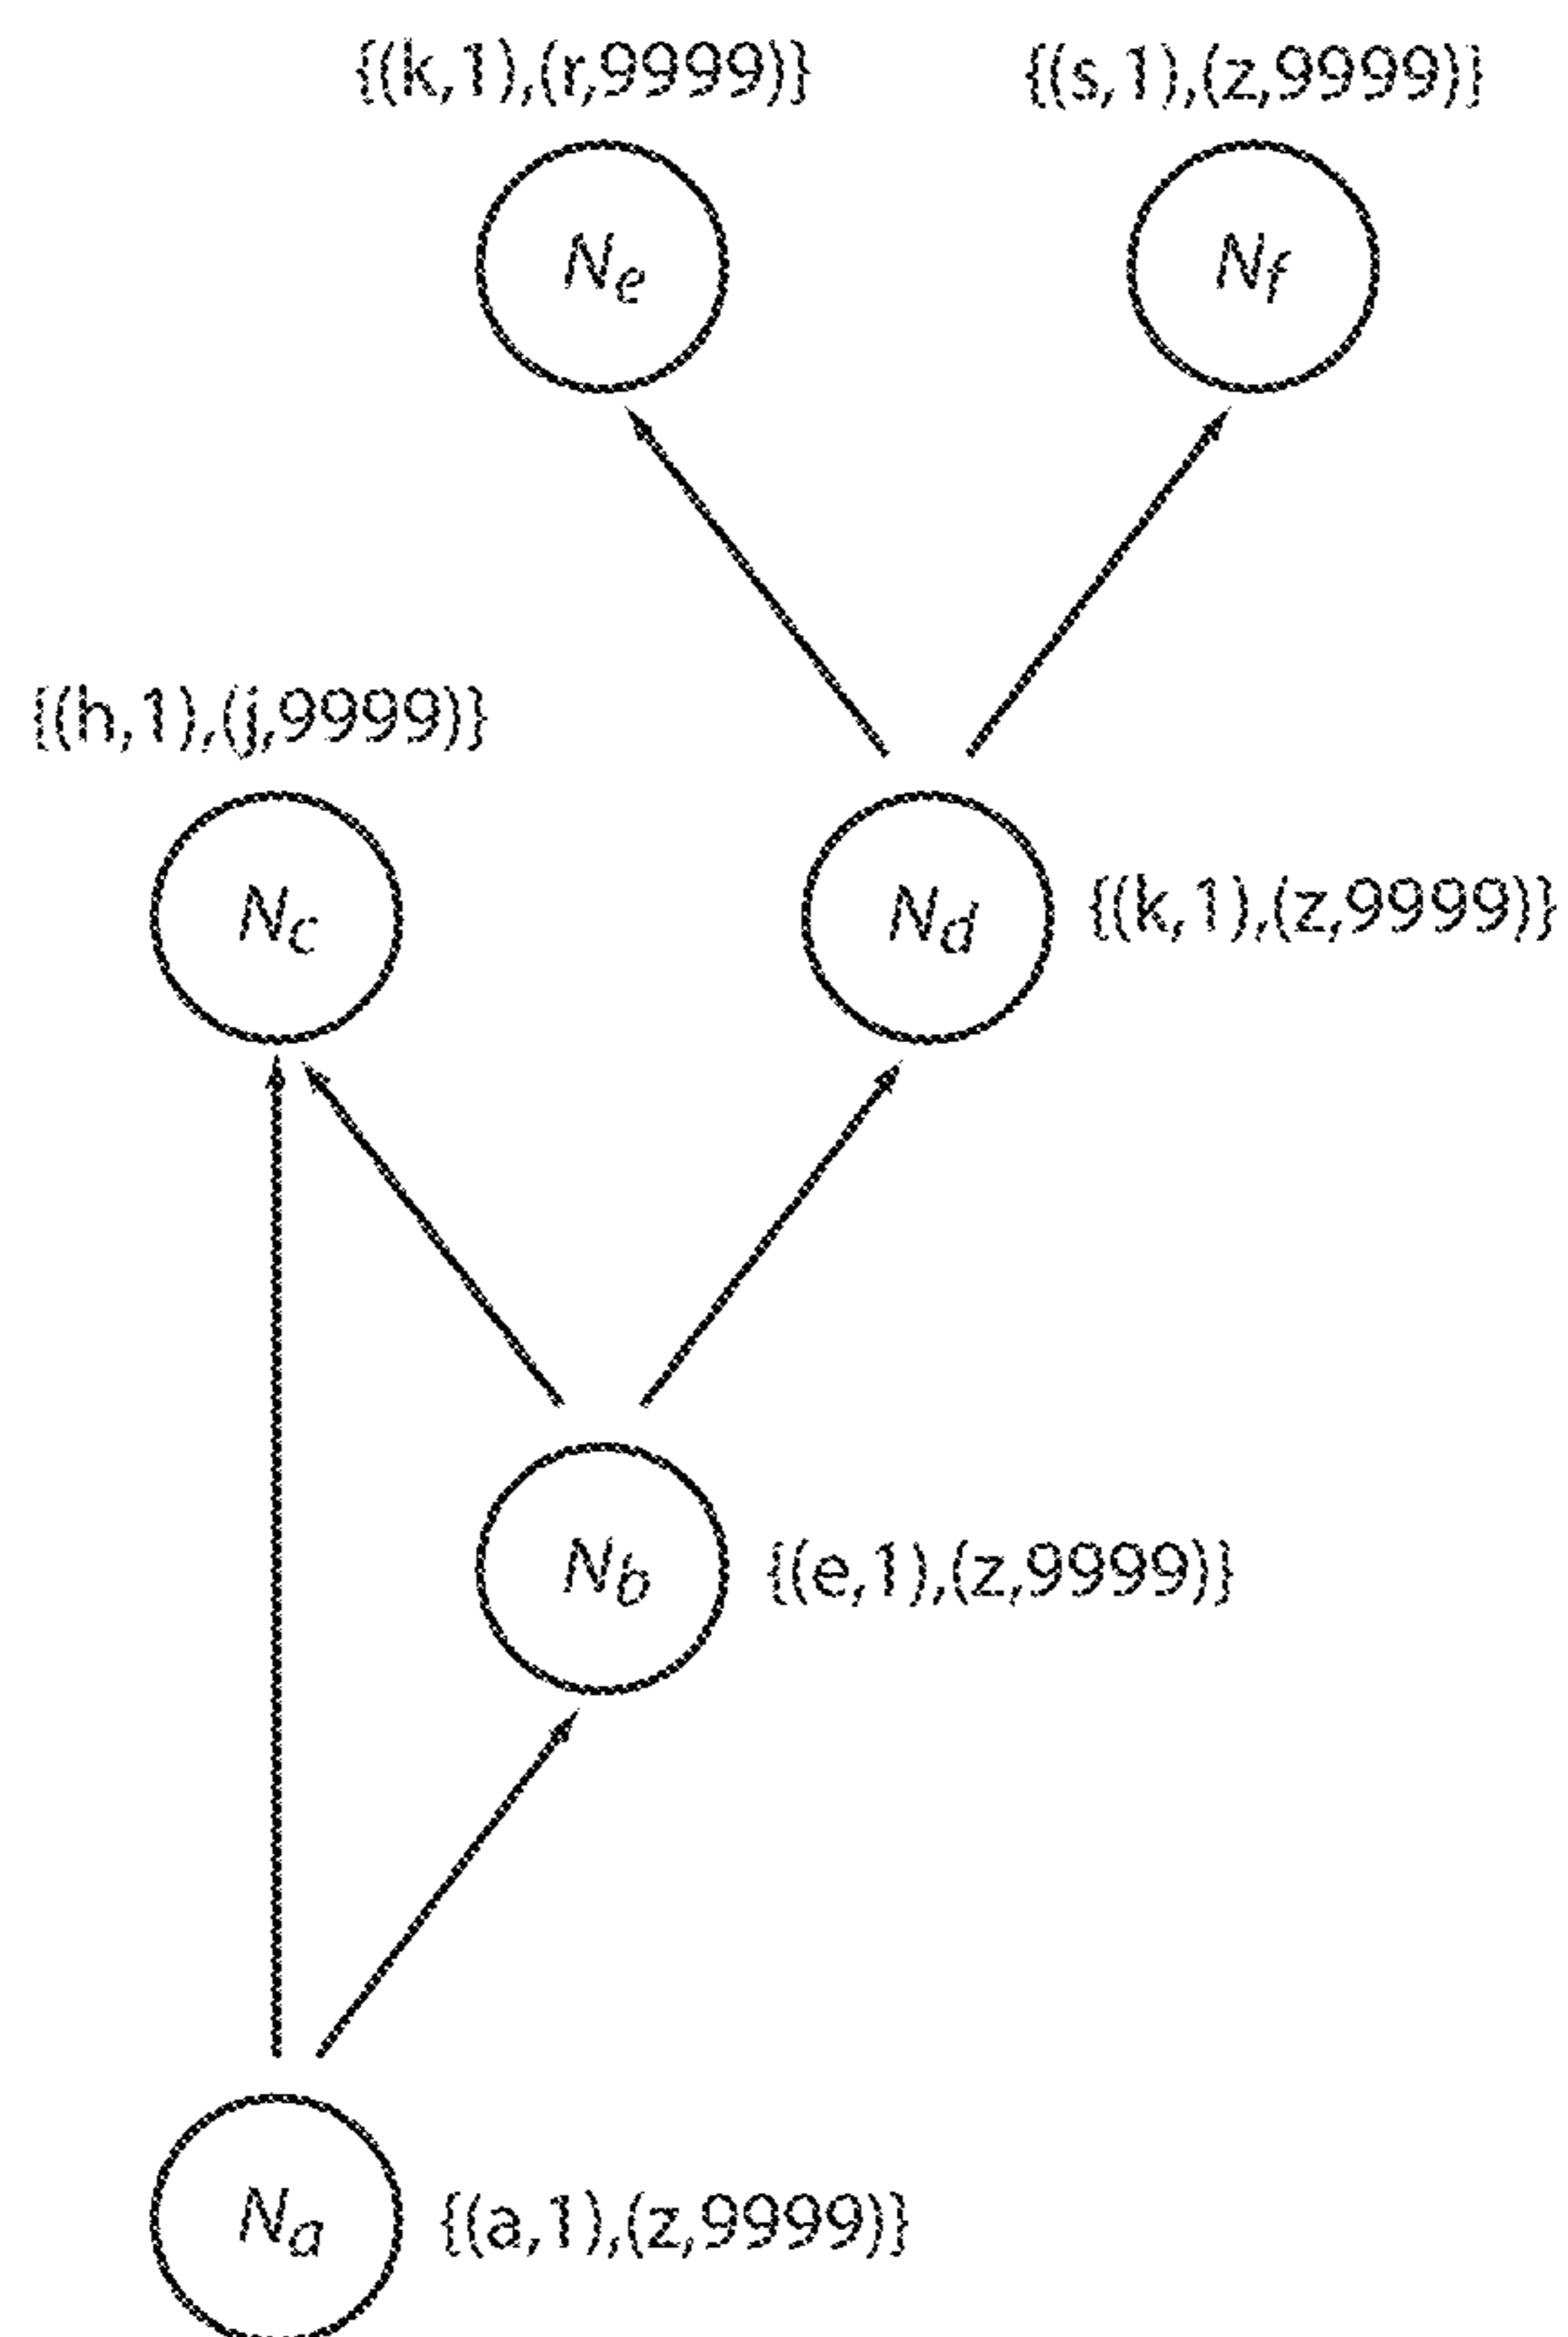 {(k,1),(r,9999)} {(s,1),(z,9999)}
Ne Nf
{(h,1),(j,9999)}
Nc Nd {(k,1),(z,9999)}
Nb {(e,1),(z,9999)}
Na {(a,1),(z,9999)}